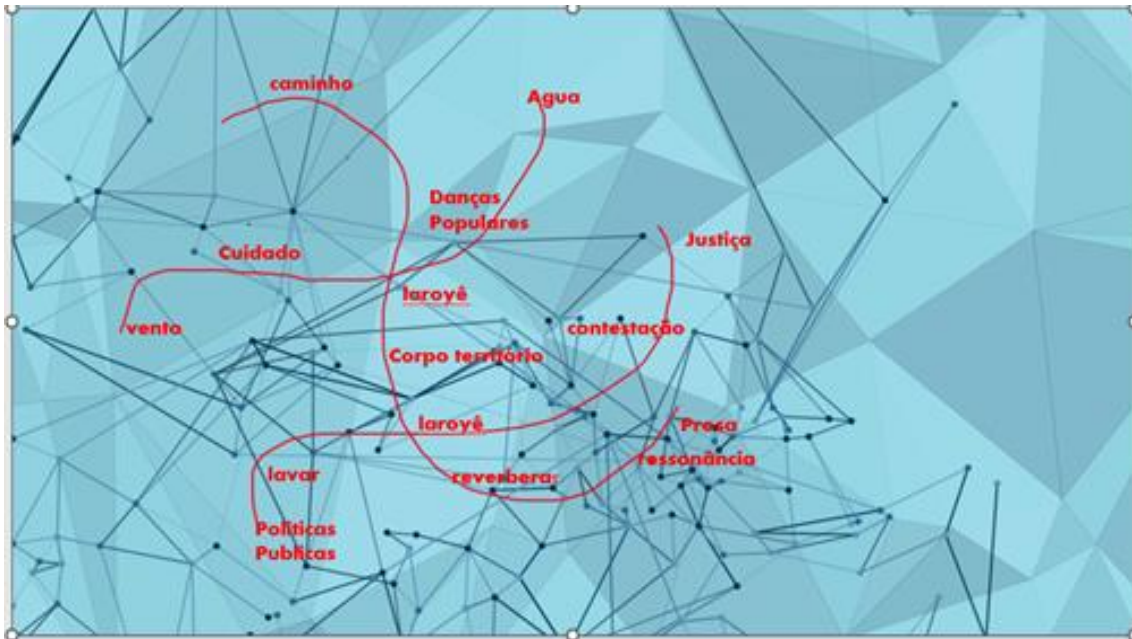 caminho
Agua
Danças
Populares
Justiça
Cuidado
laroyê
vento
contestação
Corpo território
laroyê
Prosa
ressonância
lavar
reverbera
Políticas
Publicas